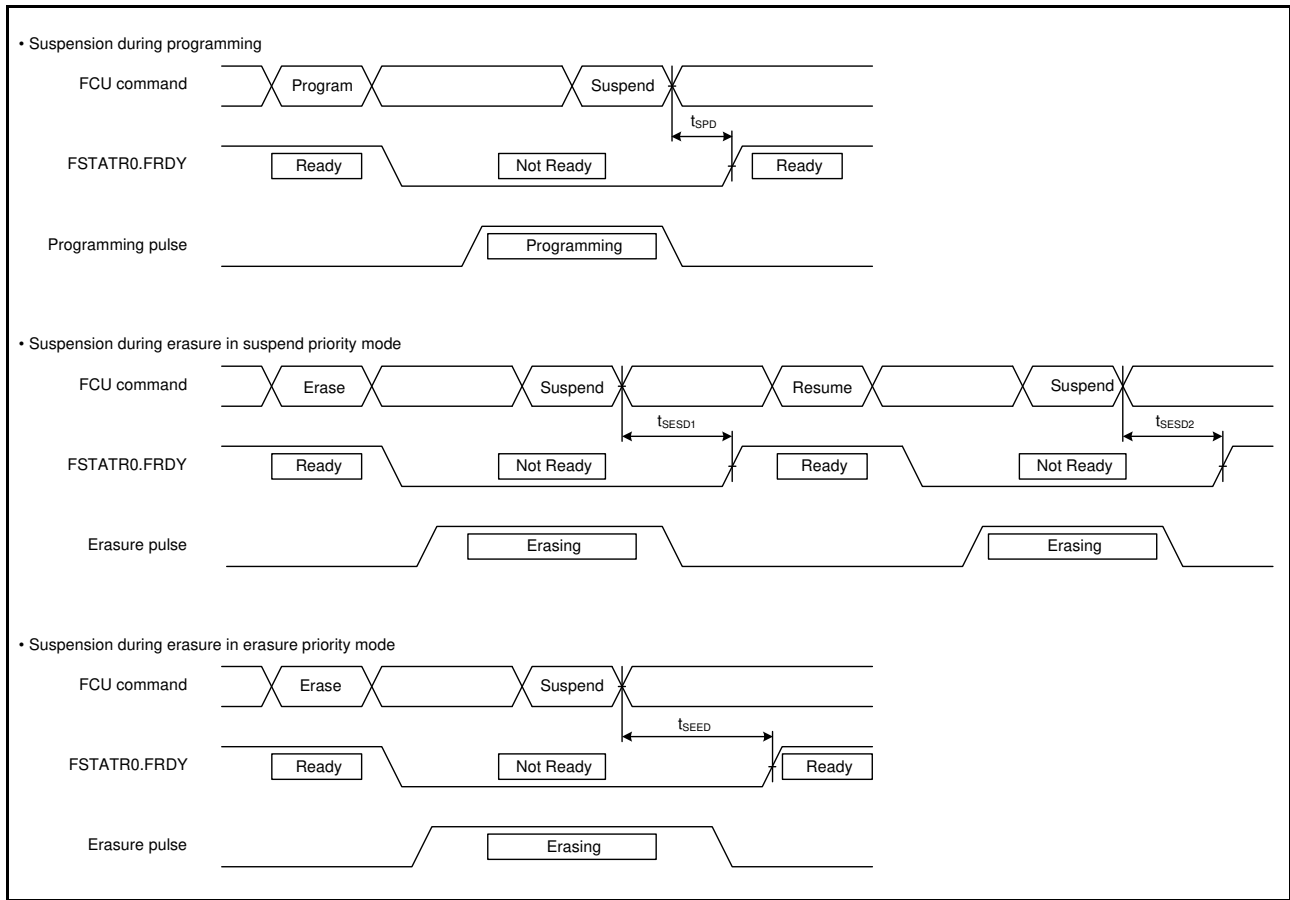 • Suspension during programming
FCU command Program Suspend
tSPD
FSTATR0.FRDY Ready Not Ready Ready
Programming pulse Programming
• Suspension during erasure in suspend priority mode
FCU command Erase Suspend Resume Suspend
tSESD1 tSESD2
FSTATR0.FRDY Ready Not Ready Ready Not Ready
Erasure pulse Erasing Erasing
• Suspension during erasure in erasure priority mode
FCU command Erase Suspend
tSEED
FSTATR0.FRDY Ready Not Ready Ready
Erasure pulse Erasing